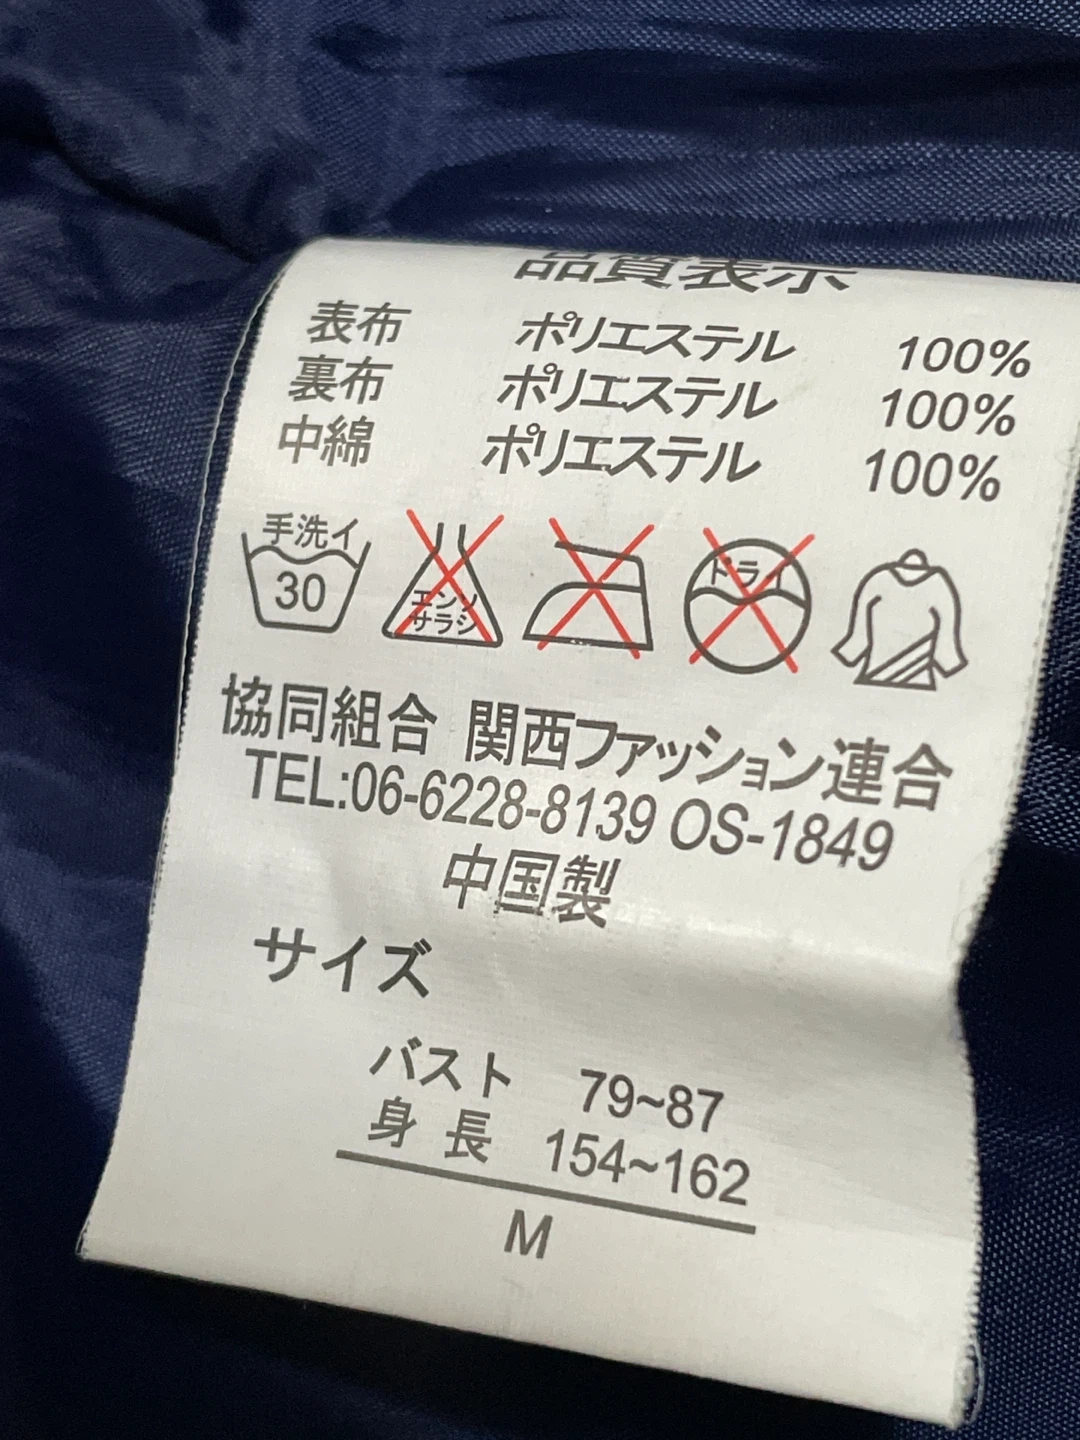 品質表示
表布 ポリエステル 100%
裏布 ポリエステル 100%
中綿 ポリエステル 100%
手洗イ 30 エンソサラシ ドライ
協同組合 関西ファッション連合
TEL:06-6228-8139 OS-1849
中国製
サイズ
バスト 79~87
身長 154~162
M